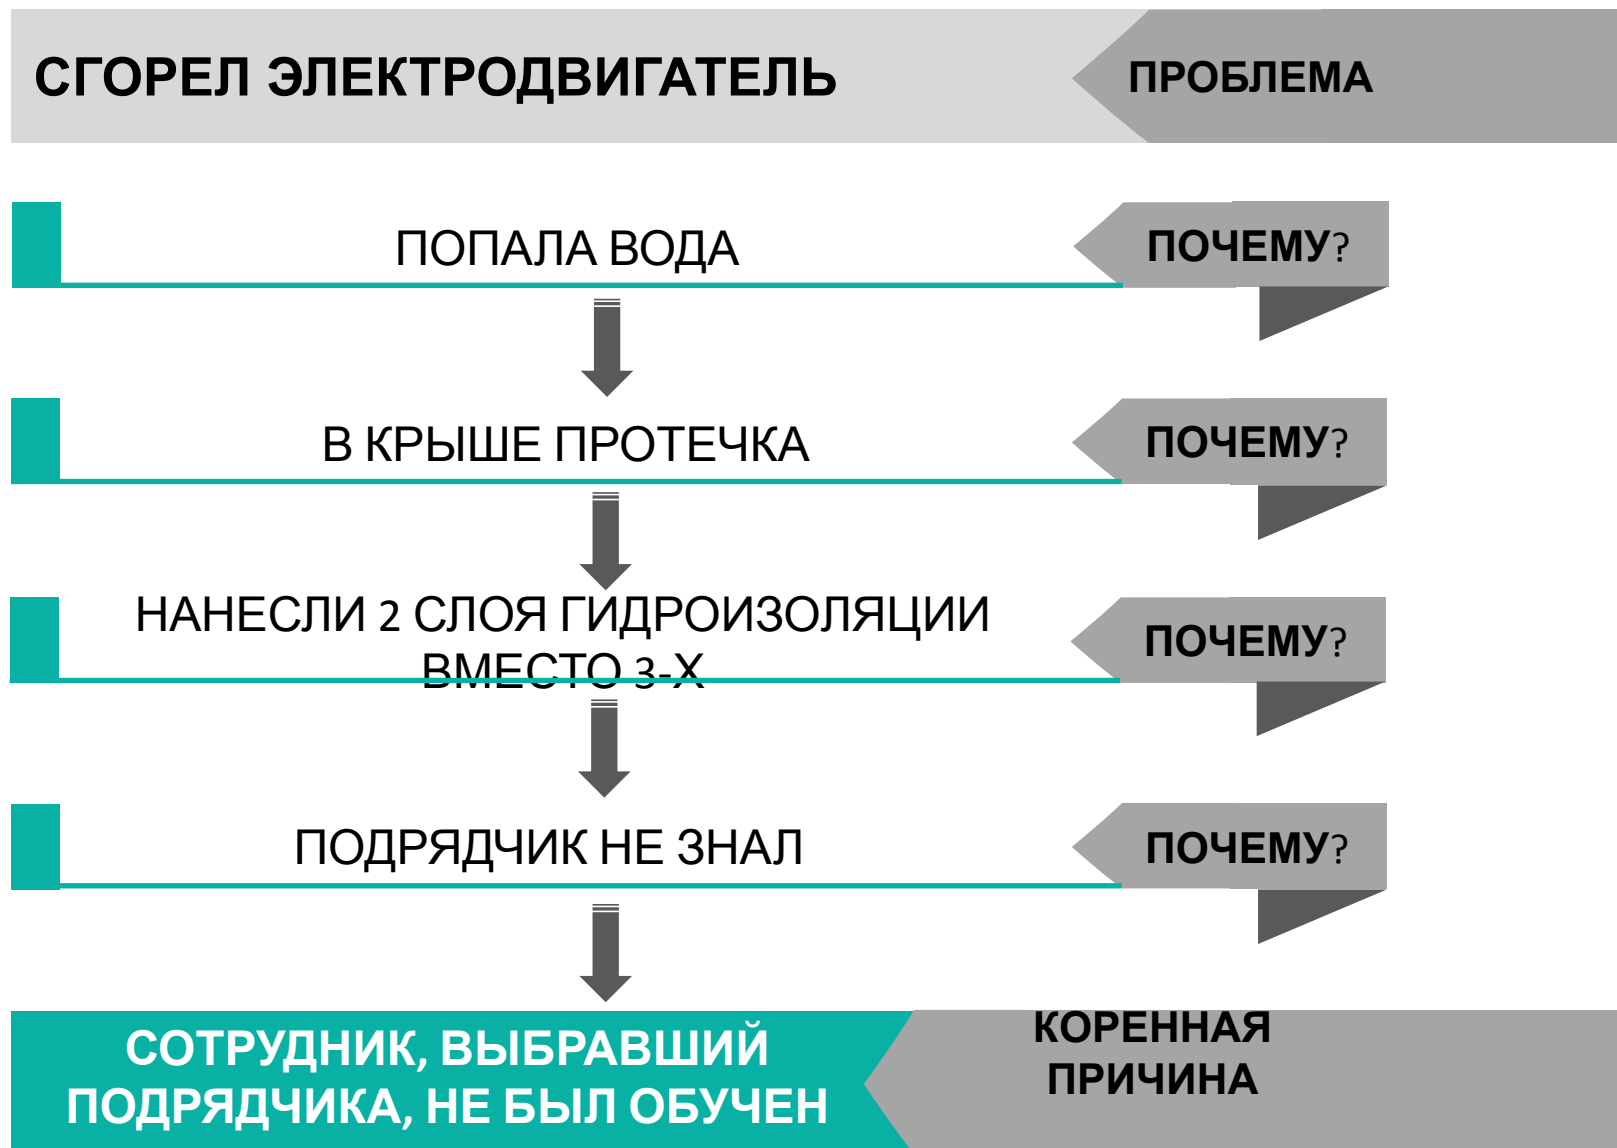 СГОРЕЛ ЭЛЕКТРОДВИГАТЕЛЬ
ПРОБЛЕМА
ПОПАЛА ВОДА
ПОЧЕМУ?
В КРЫШЕ ПРОТЕЧКА
ПОЧЕМУ?
НАНЕСЛИ 2 СЛОЯ ГИДРОИЗОЛЯЦИИ
ВМЕСТО 3-Х
ПОЧЕМУ?
ПОДРЯДЧИК НЕ ЗНАЛ
ПОЧЕМУ?
СОТРУДНИК, ВЫБРАВШИЙ
ПОДРЯДЧИКА, НЕ БЫЛ ОБУЧЕН
КОРЕННАЯ
ПРИЧИНА